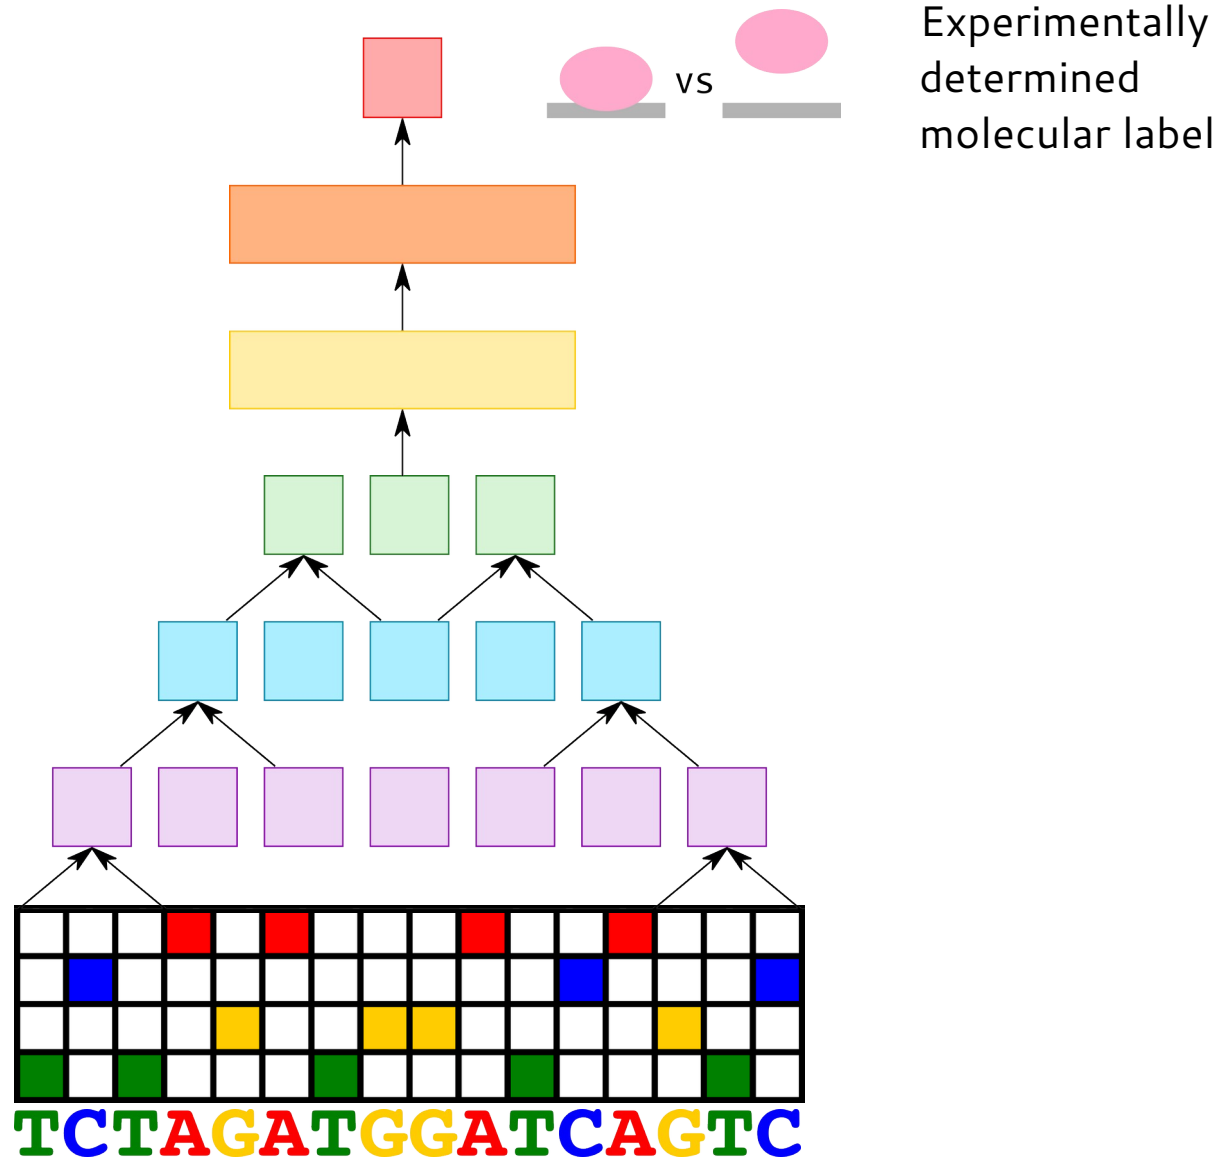 Experimentally
determined
molecular label
vs
TCTAGATGGATCAGTC